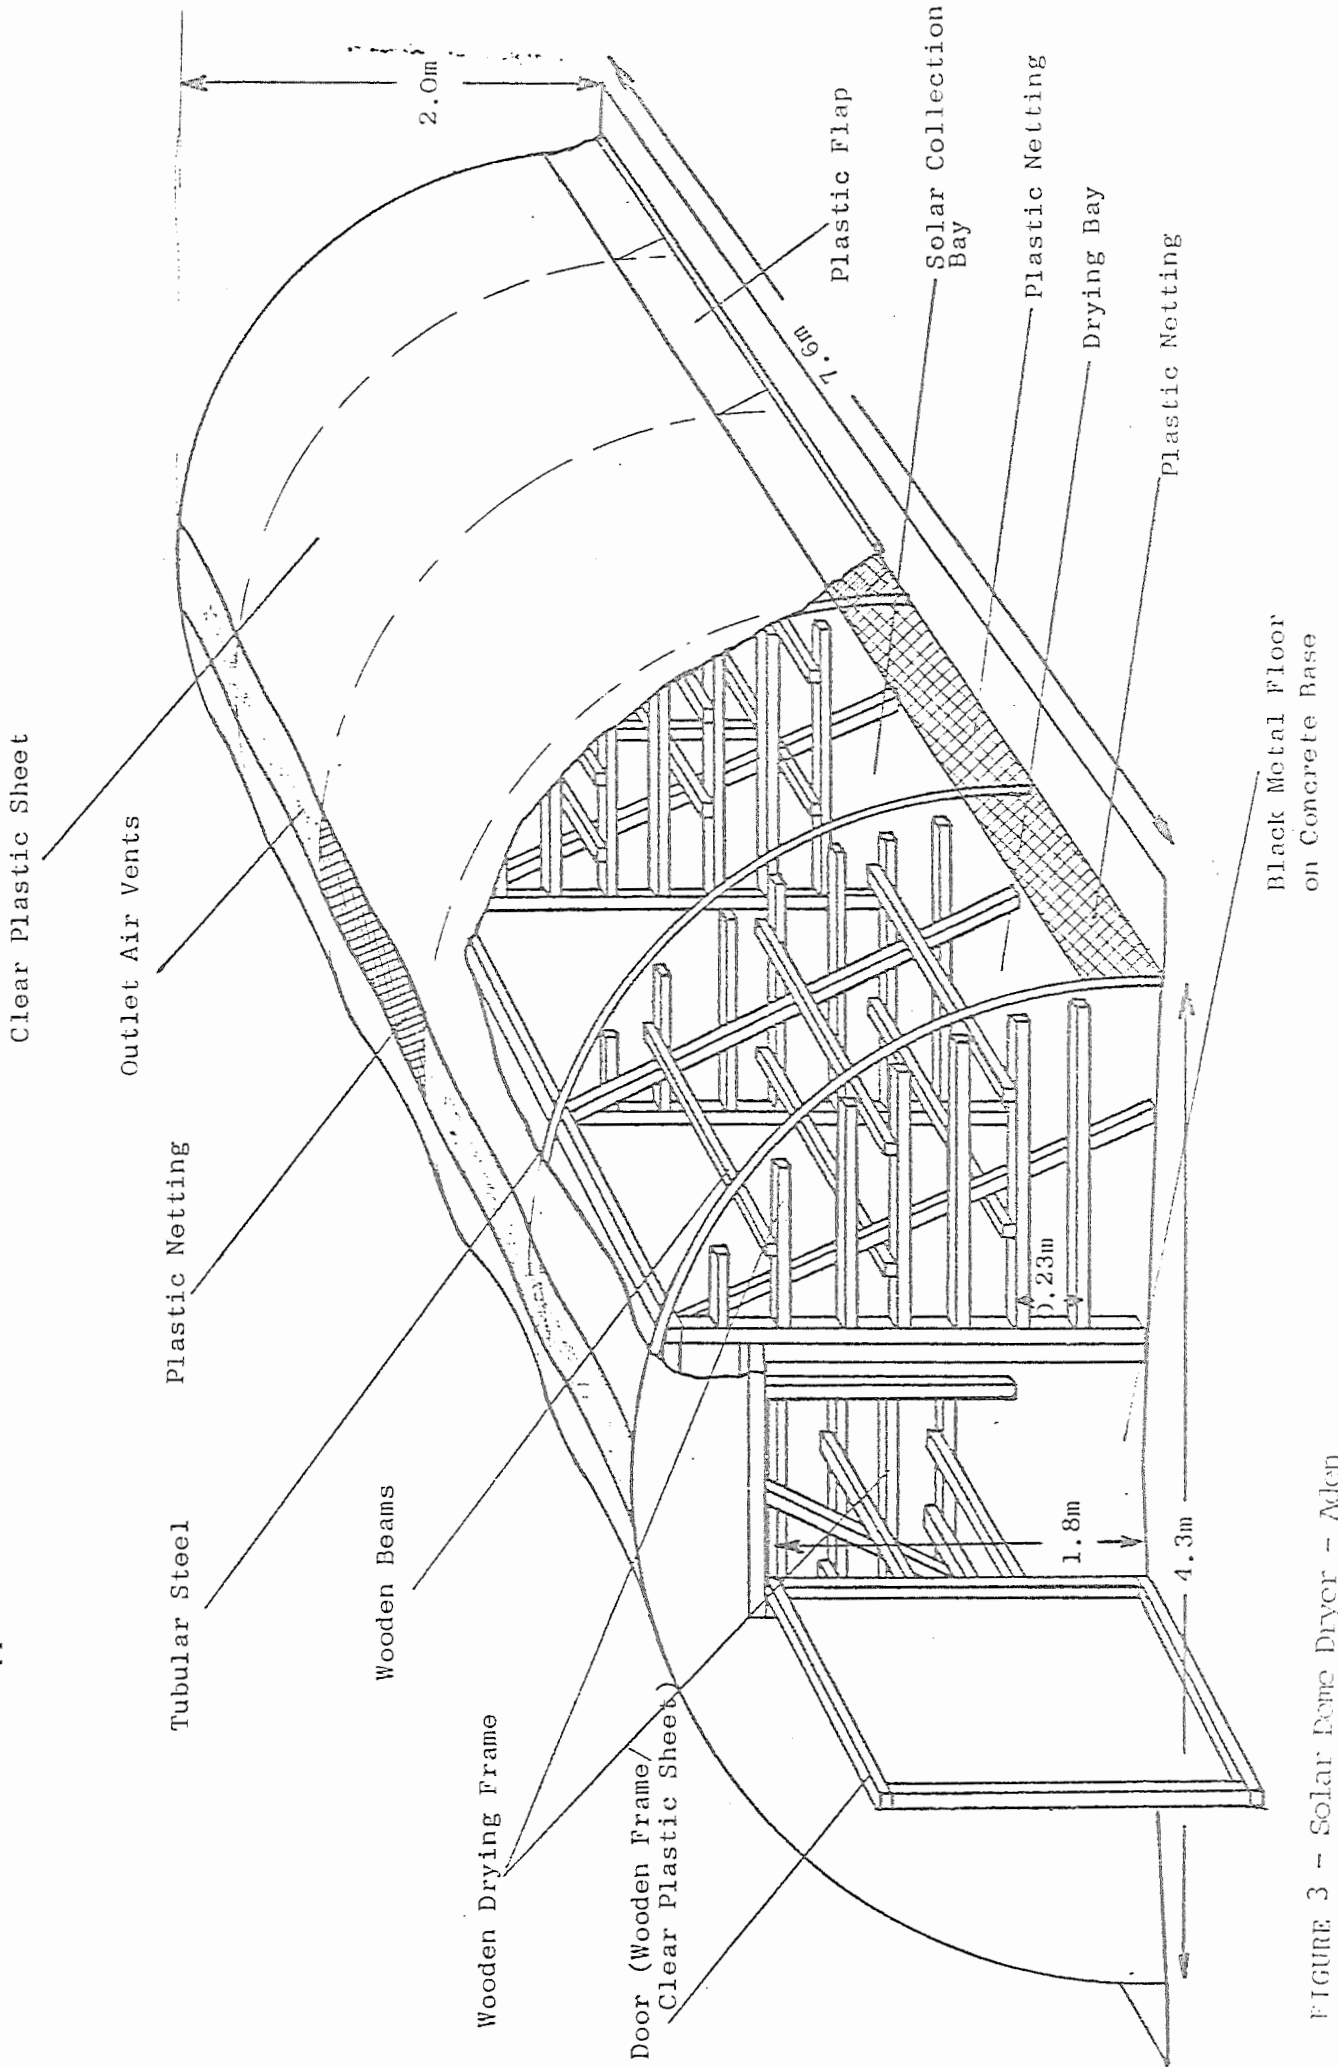 Clear Plastic Sheet
Outlet Air Vents
Plastic Netting
Tubular Steel
Wooden Beams
Wooden Drying Frame
Door (Wooden Frame/
Clear Plastic Sheet)
2.0m
Plastic Flap
7.6m
Solar Collection
Bay
Plastic Netting
Drying Bay
Plastic Netting
0.23m
1.8m
4.3m
Black Metal Floor
on Concrete Base
FIGURE 3 - Solar Dome Dryer - Aden